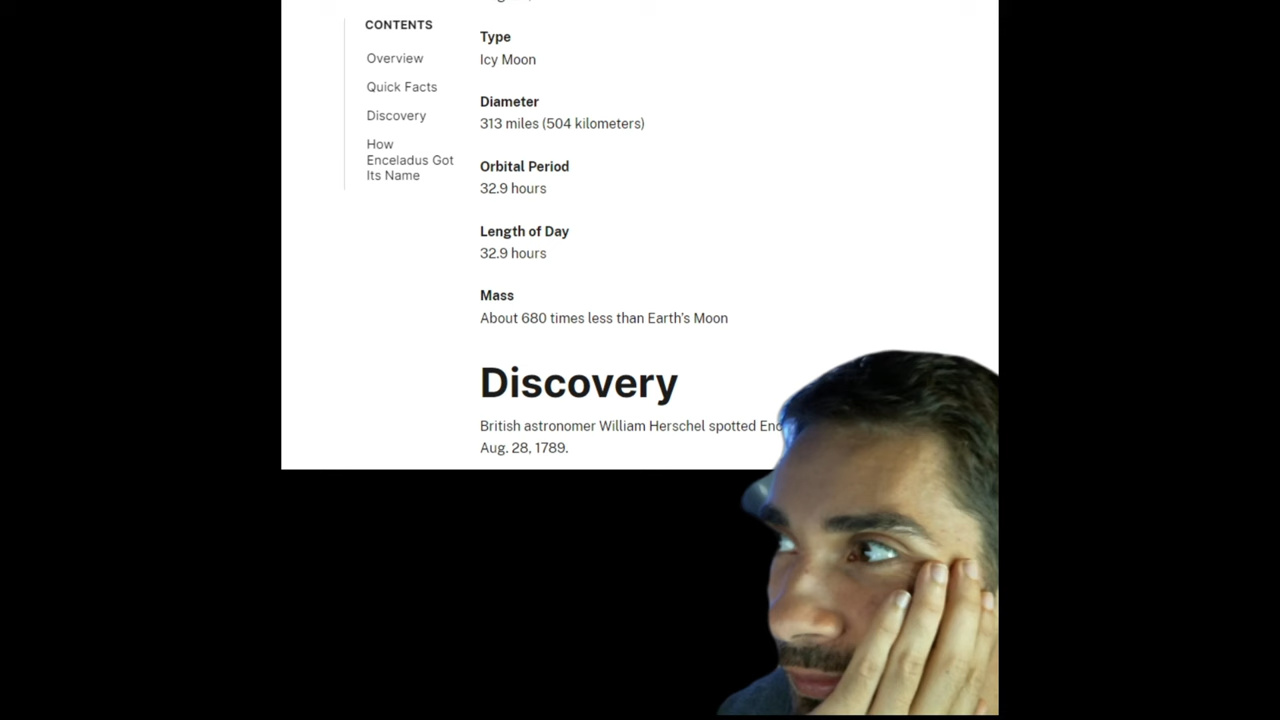 CONTENTS
Overview
Quick Facts
Discovery
How
Enceladus Got
Its Name
Type
Icy Moon
Diameter
313 miles (504 kilometers)
Orbital Period
32.9 hours
Length of Day
32.9 hours
Mass
About 680 times less than Earth's Moon
Discovery
British astronomer William Herschel spotted
Aug. 28, 1789.